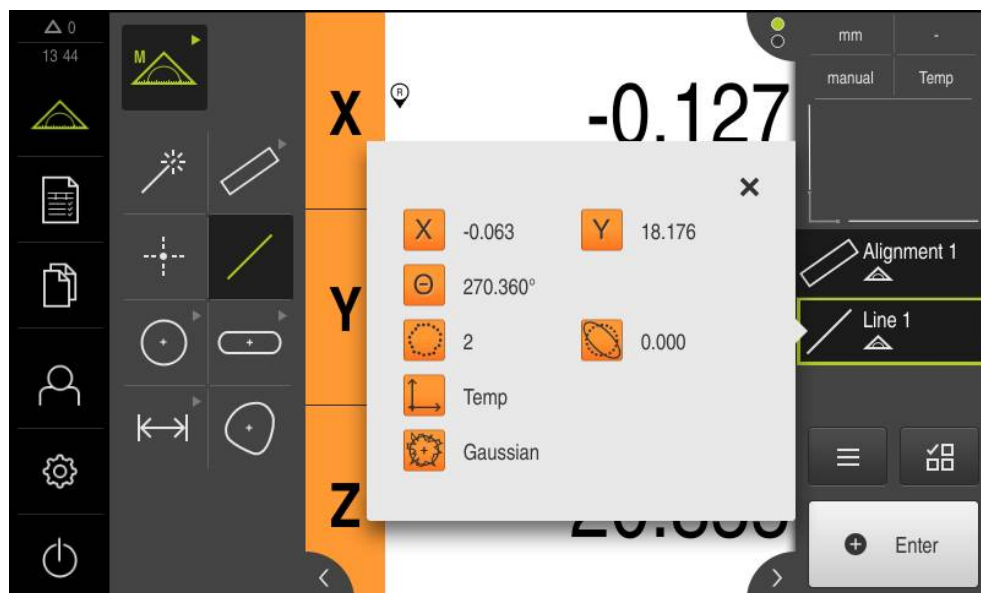 0
13 44
M
X
R
-0.127
mm
-
manual
Temp
X
-0.063
Y
18.176
Θ
270.360°
2
0.000
Temp
Gaussian
Y
Z
Alignment 1
Line 1
Enter